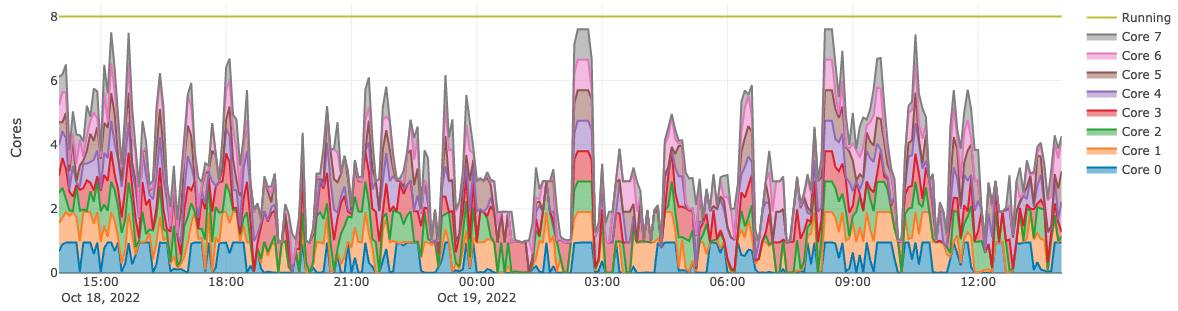 Cores
8
6
4
2
0
15:00
18:00
21:00
00:00
03:00
06:00
09:00
12:00
Oct 18, 2022
Oct 19, 2022
Running
Core 7
Core 6
Core 5
Core 4
Core 3
Core 2
Core 1
Core 0